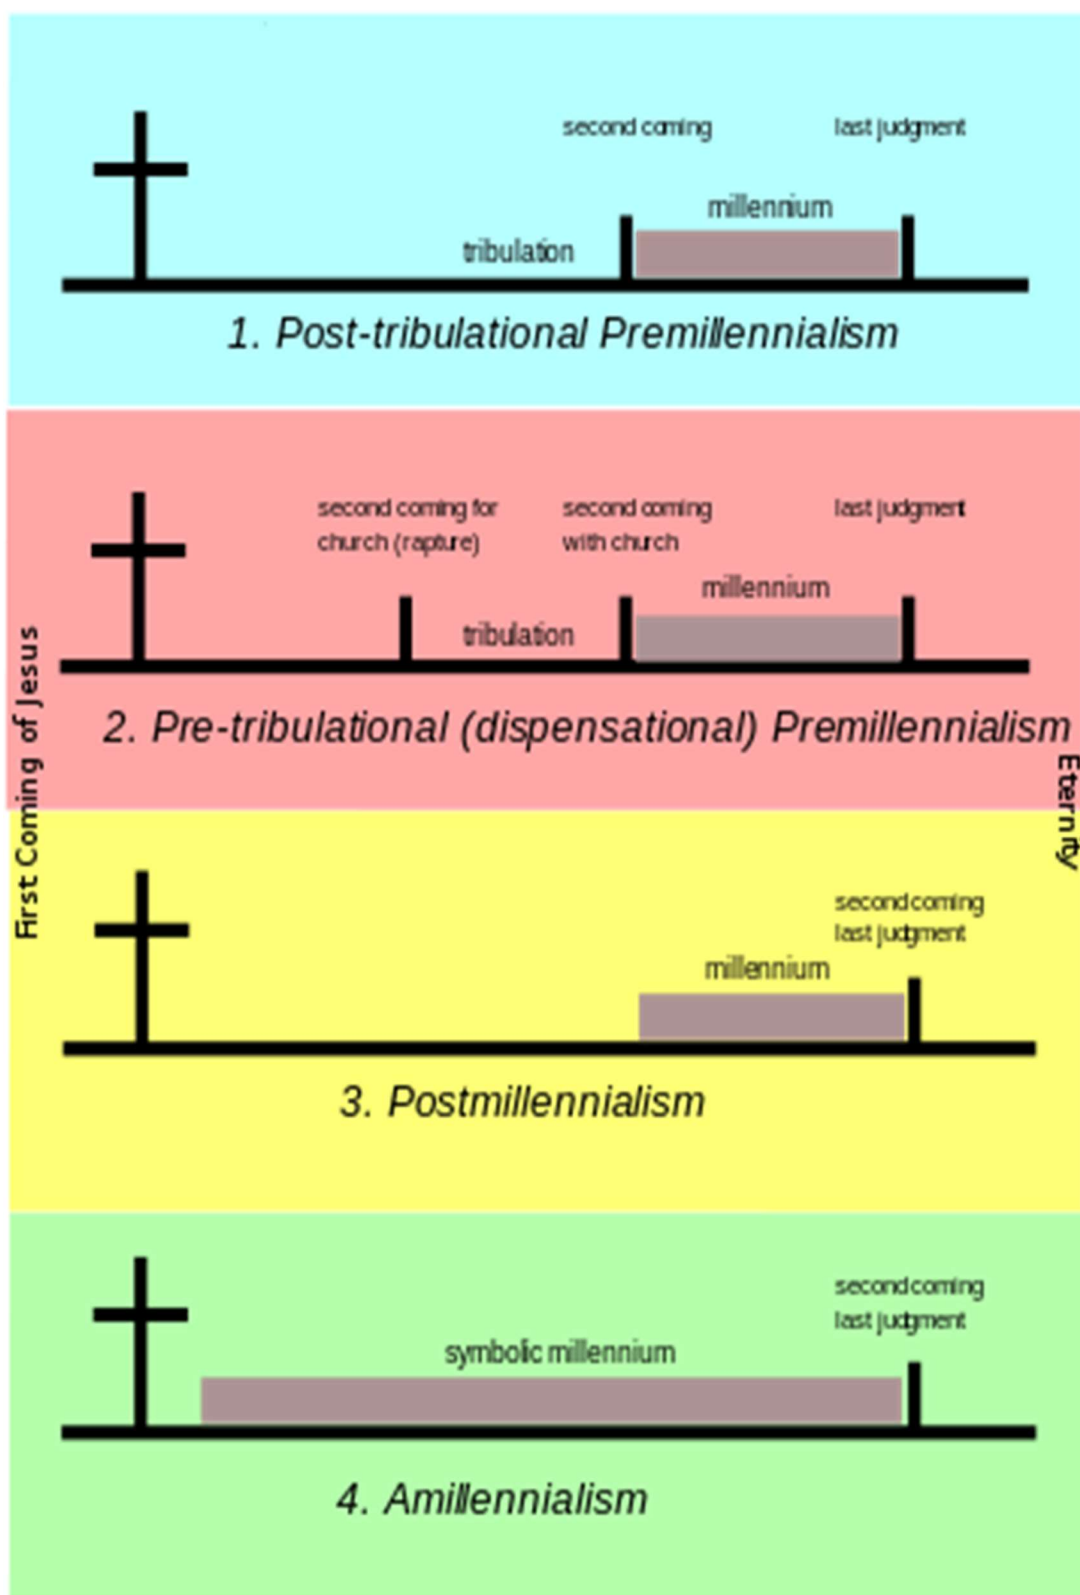 second coming
last judgment
millennium
tribulation
1. Post-tribulational Premillennialism
second coming for
church (rapture)
second coming
with church
last judgment
millennium
tribulation
2. Pre-tribulational (dispensational) Premillennialism
First Coming of Jesus
Eternity
second coming
last judgment
millennium
3. Postmillennialism
second coming
last judgment
symbolic millennium
4. Amillennialism